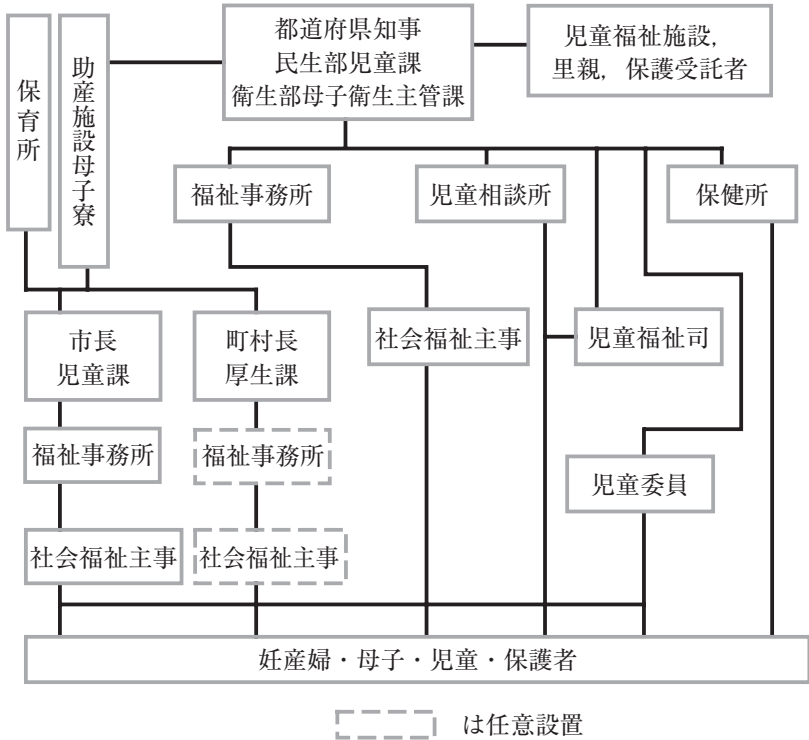 都道府県知事
民生部児童課
衛生部母子衛生主管課
児童福祉施設,
里親, 保護受託者
保育所
助産施設母子寮
福祉事務所
児童相談所
保健所
市長
児童課
町村長
厚生課
社会福祉主事
児童福祉司
福祉事務所
福祉事務所
児童委員
社会福祉主事
社会福祉主事
妊産婦・母子・児童・保護者
は任意設置